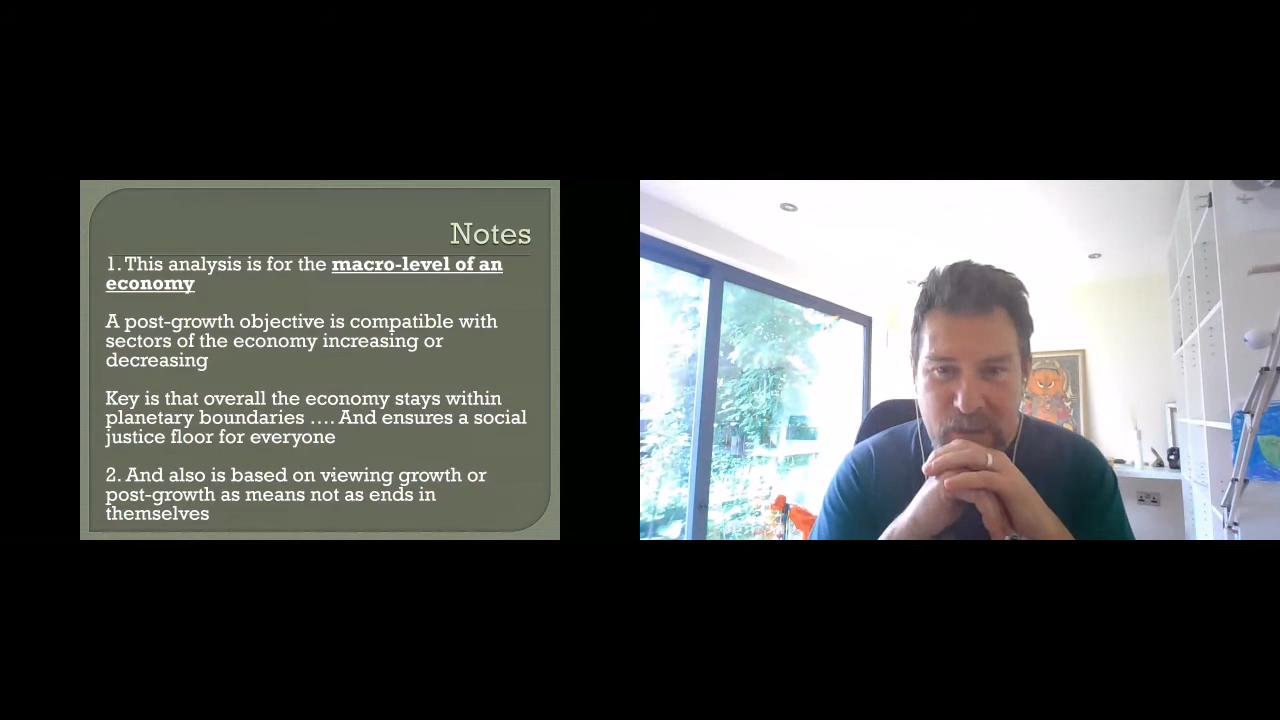 Notes
1. This analysis is for the macro-level of an
economy
A post-growth objective is compatible with
sectors of the economy increasing or
decreasing
Key is that overall the economy stays within
planetary boundaries …. And ensures a social
justice floor for everyone
2. And also is based on viewing growth or
post-growth as means not as ends in
themselves